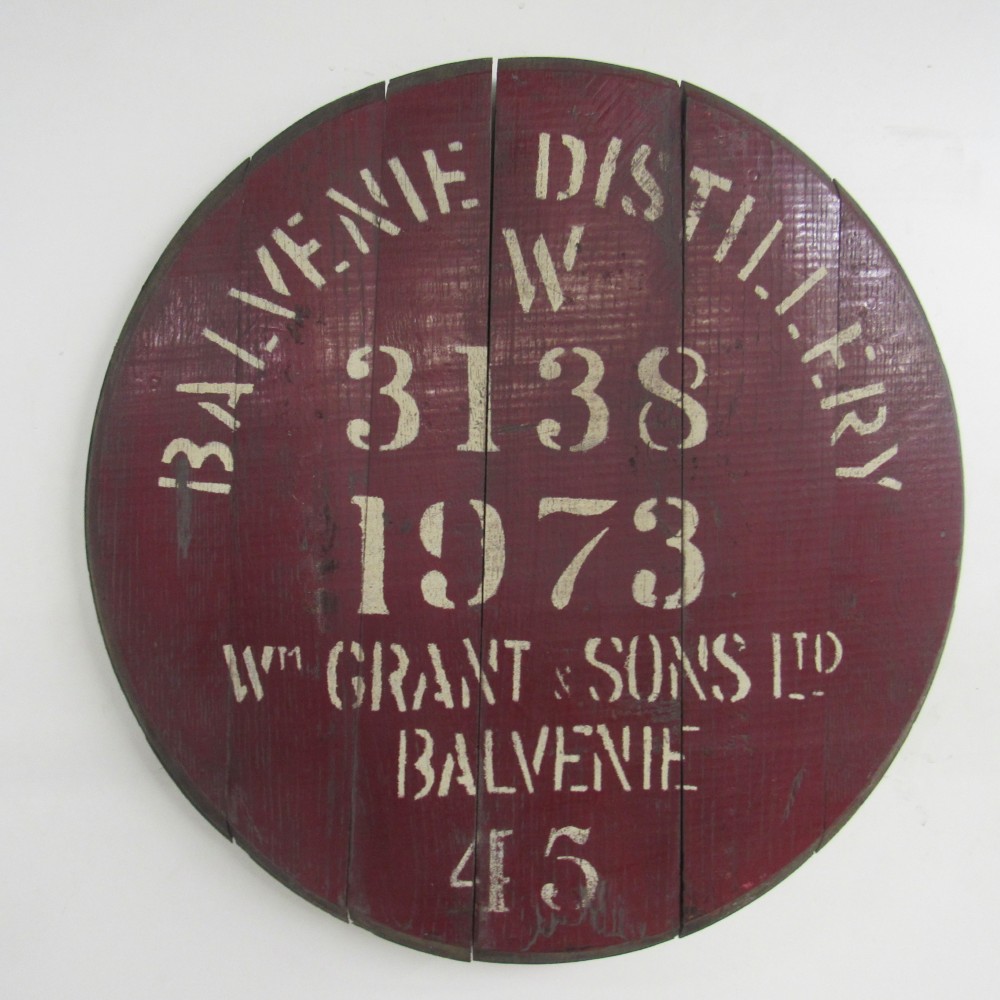 BALVENIE DISTILLERY
W
3138
1973
Wm GRANT & SONS LTD
BALVENIE
45